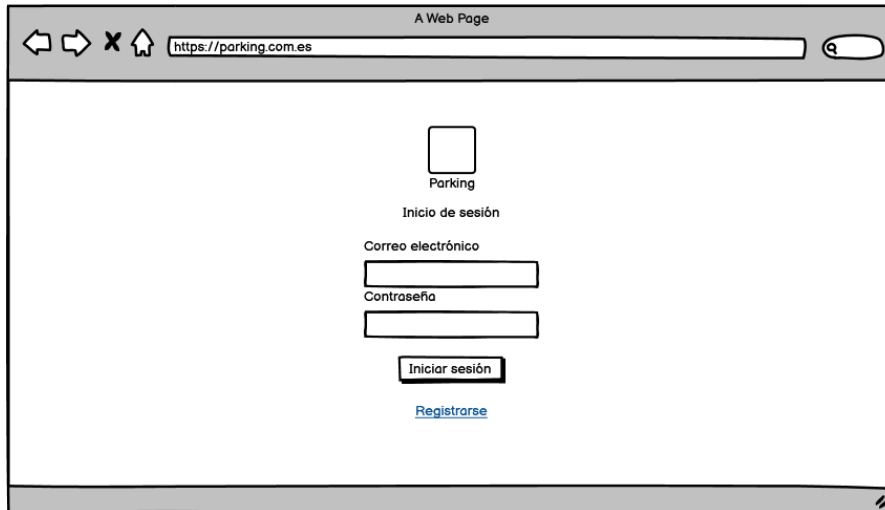 A Web Page
https://parking.com.es
Parking
Inicio de sesión
Correo electrónico
Contraseña
Iniciar sesión
Registrarse